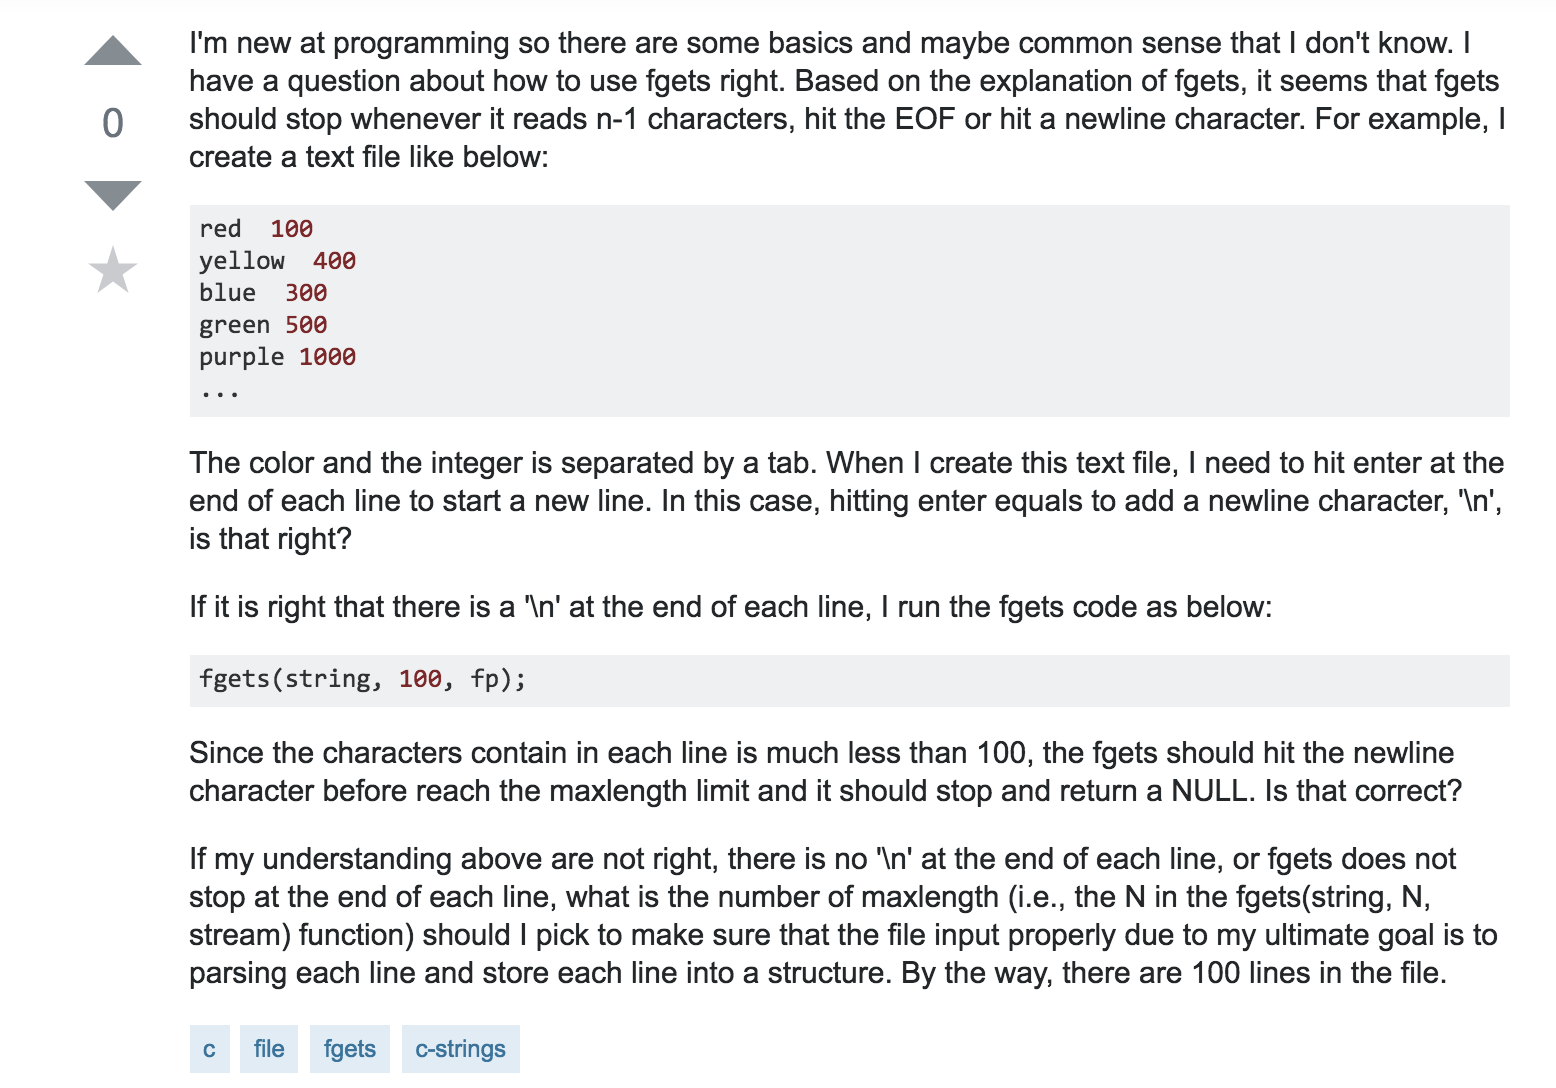 I'm new at programming so there are some basics and maybe common sense that I don't know. I
have a question about how to use fgets right. Based on the explanation of fgets, it seems that fgets
should stop whenever it reads n-1 characters, hit the EOF or hit a newline character. For example, I
create a text file like below:
0
red  100
yellow  400
blue  300
green 500
purple 1000
...
The color and the integer is separated by a tab. When I create this text file, I need to hit enter at the
end of each line to start a new line. In this case, hitting enter equals to add a newline character, '\n',
is that right?
If it is right that there is a '\n' at the end of each line, I run the fgets code as below:
fgets(string, 100, fp);
Since the characters contain in each line is much less than 100, the fgets should hit the newline
character before reach the maxlength limit and it should stop and return a NULL. Is that correct?
If my understanding above are not right, there is no '\n' at the end of each line, or fgets does not
stop at the end of each line, what is the number of maxlength (i.e., the N in the fgets(string, N,
stream) function) should I pick to make sure that the file input properly due to my ultimate goal is to
parsing each line and store each line into a structure. By the way, there are 100 lines in the file.
c file fgets c-strings